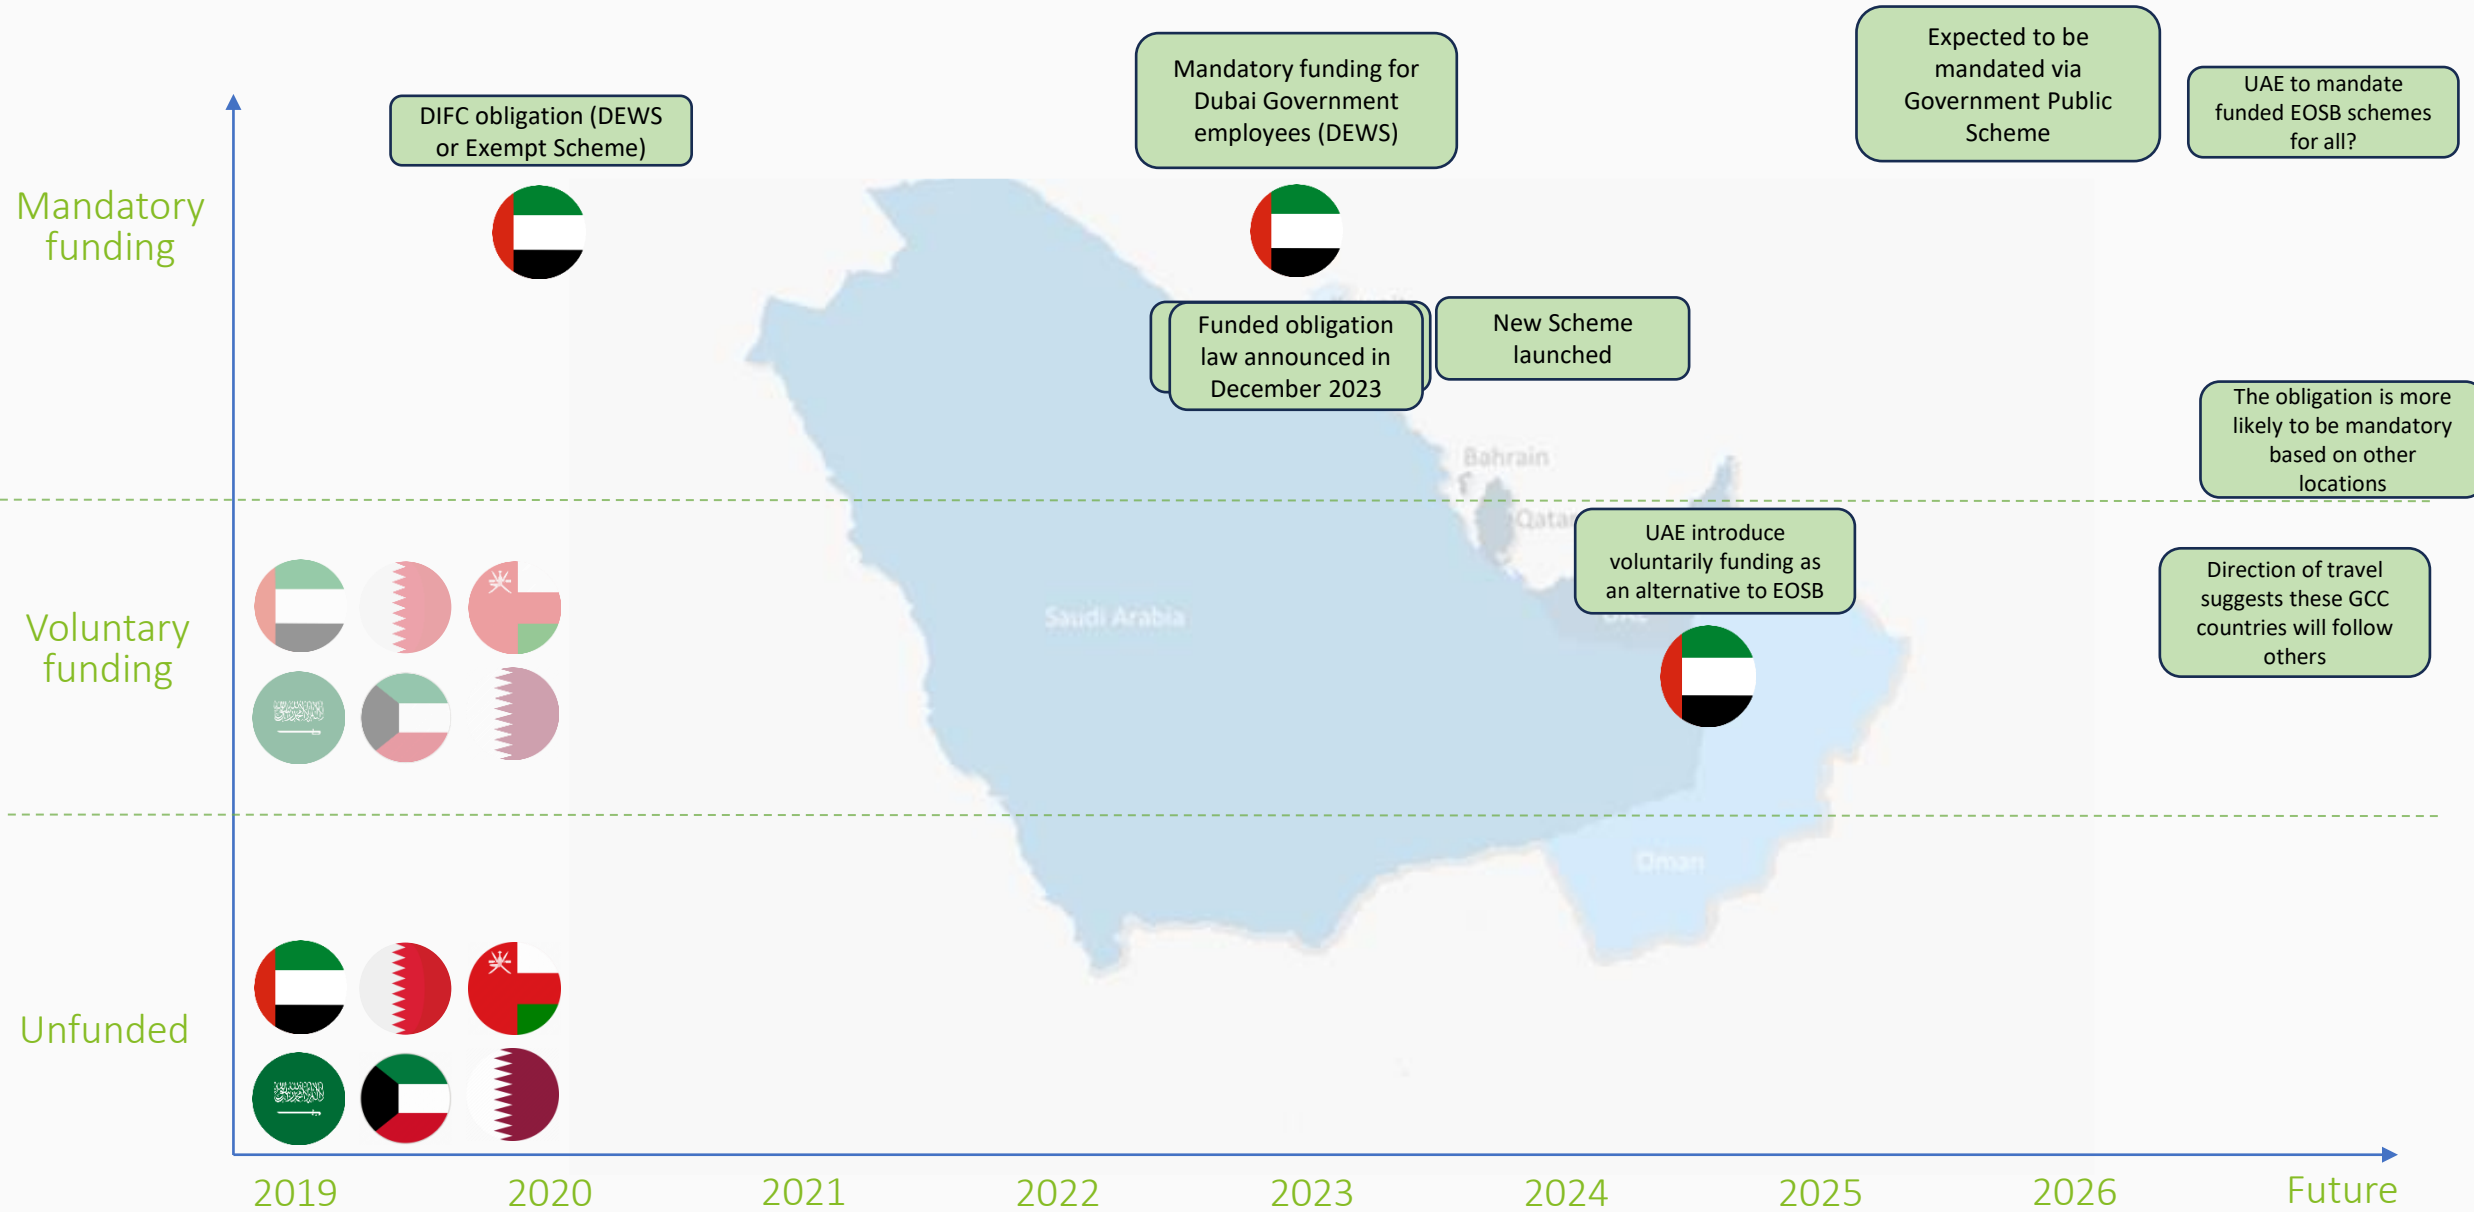 Expected to be
mandated via
Government Public
Scheme
Mandatory funding for
Dubai Government
employees (DEWS)
UAE to mandate
funded EOSB schemes
for all?
DIFC obligation (DEWS
or Exempt Scheme)
Mandatory
funding
Funded obligation
law announced in
December 2023
New Scheme
launched
The obligation is more
likely to be mandatory
based on other
locations
Bahrain
Qatar
UAE introduce
voluntarily funding as
an alternative to EOSB
UAE
Direction of travel
suggests these GCC
countries will follow
others
Saudi Arabia
Voluntary
funding
Oman
Unfunded
2019
2020
2021
2022
2023
2024
2025
2026
Future